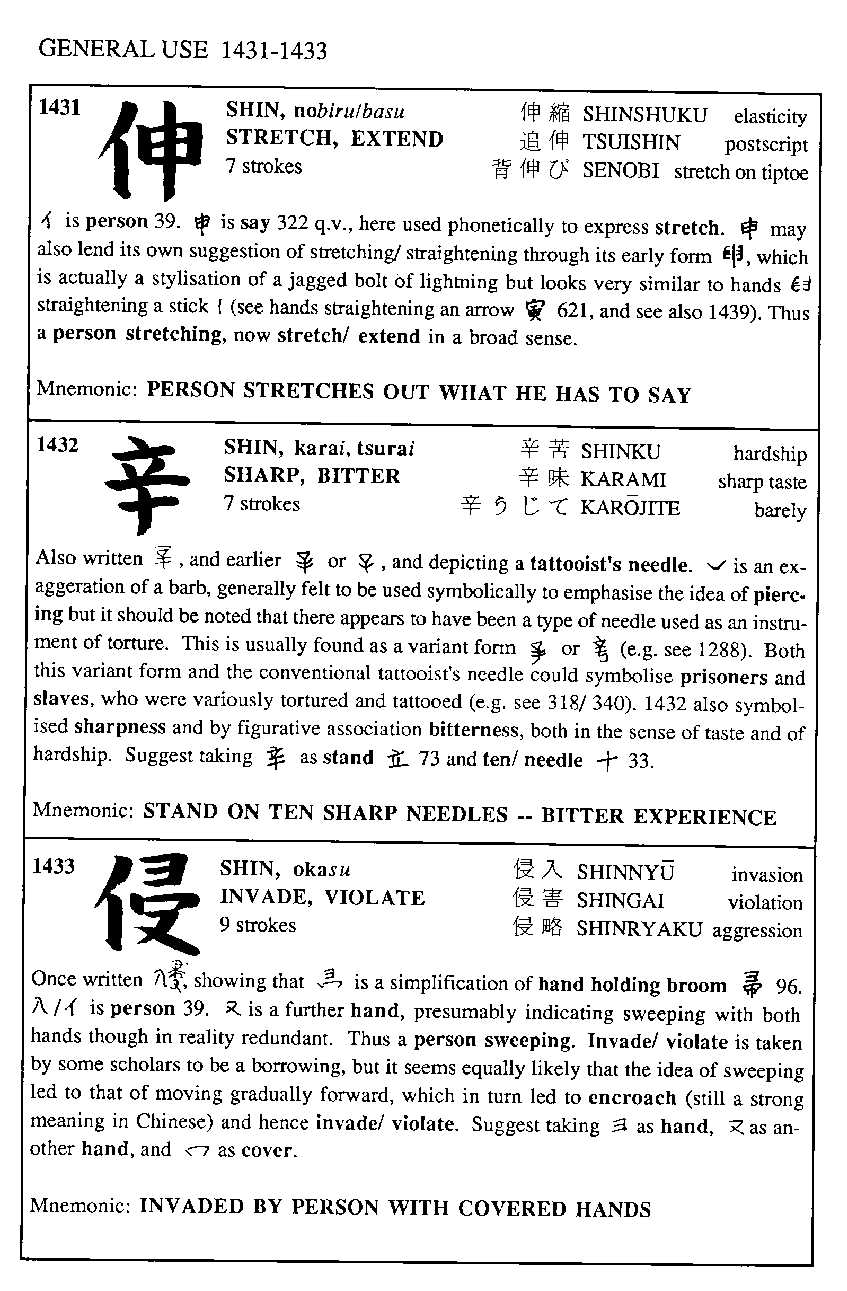 GENERAL USE 1431-1433
1431 伸 SHIN, nobiru/basu 伸縮 SHINSHUKU elasticity
STRETCH, EXTEND 追伸 TSUISHIN postscript
7 strokes 背伸び SENOBI stretch on tiptoe
亻 is person 39. 申 is say 322 q.v., here used phonetically to express stretch. 申 may
also lend its own suggestion of stretching/ straightening through its early form , which
is actually a stylisation of a jagged bolt of lightning but looks very similar to hands
straightening a stick (see hands straightening an arrow 寅 621, and see also 1439). Thus
a person stretching, now stretch/ extend in a broad sense.
Mnemonic: PERSON STRETCHES OUT WHAT HE HAS TO SAY
1432 辛 SHIN, karai, tsurai 辛苦 SHINKU hardship
SHARP, BITTER 辛味 KARAMI sharp taste
7 strokes 辛うじて KARŌJITE barely
Also written , and earlier or , and depicting a tattooist's needle. is an ex-
aggeration of a barb, generally felt to be used symbolically to emphasise the idea of pierc-
ing but it should be noted that there appears to have been a type of needle used as an instru-
ment of torture. This is usually found as a variant form or (e.g. see 1288). Both
this variant form and the conventional tattooist's needle could symbolise prisoners and
slaves, who were variously tortured and tattooed (e.g. see 318/ 340). 1432 also symbol-
ised sharpness and by figurative association bitterness, both in the sense of taste and of
hardship. Suggest taking 辛 as stand 立 73 and ten/ needle 十 33.
Mnemonic: STAND ON TEN SHARP NEEDLES -- BITTER EXPERIENCE
1433 侵 SHIN, okasu 侵入 SHINNYŪ invasion
INVADE, VIOLATE 侵害 SHINGAI violation
9 strokes 侵略 SHINRYAKU aggression
Once written , showing that is a simplification of hand holding broom 帚 96.
入/亻 is person 39. 又 is a further hand, presumably indicating sweeping with both
hands though in reality redundant. Thus a person sweeping. Invade/ violate is taken
by some scholars to be a borrowing, but it seems equally likely that the idea of sweeping
led to that of moving gradually forward, which in turn led to encroach (still a strong
meaning in Chinese) and hence invade/ violate. Suggest taking ヨ as hand, 又 as an-
other hand, and 冖 as cover.
Mnemonic: INVADED BY PERSON WITH COVERED HANDS